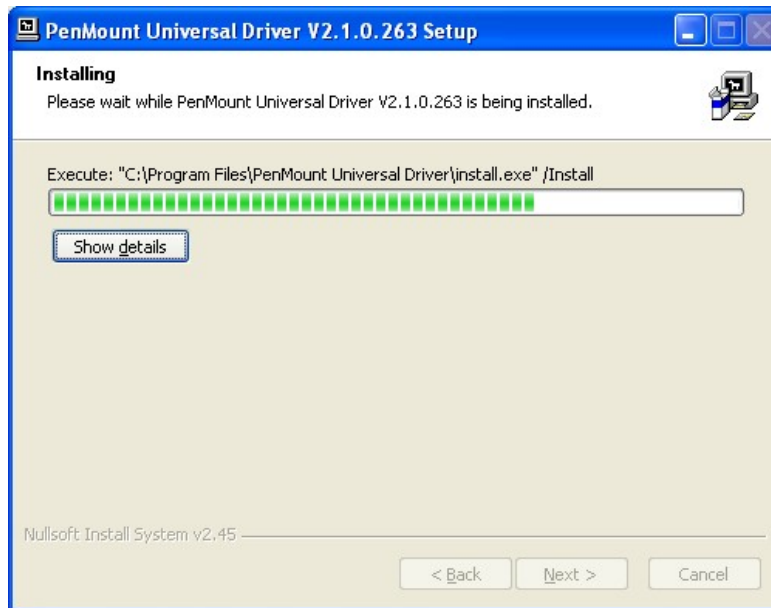 PenMount Universal Driver V2.1.0.263 Setup
Installing
Please wait while PenMount Universal Driver V2.1.0.263 is being installed.
Execute: "C:\Program Files\PenMount Universal Driver\install.exe" /Install
Show details
Nullsoft Install System v2.45
< Back Next > Cancel